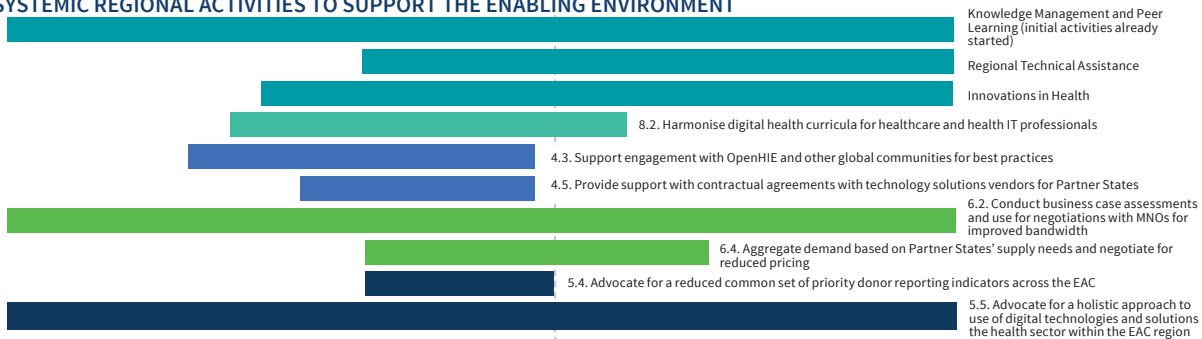 SYSTEMIC REGIONAL ACTIVITIES TO SUPPORT THE ENABLING ENVIRONMENT
Knowledge Management and Peer
Learning (initial activities already
started)
Regional Technical Assistance
Innovations in Health
8.2. Harmonise digital health curricula for healthcare and health IT professionals
4.3. Support engagement with OpenHIE and other global communities for best practices
4.5. Provide support with contractual agreements with technology solutions vendors for Partner States
6.2. Conduct business case assessments
and use for negotiations with MNOs for
improved bandwidth
6.4. Aggregate demand based on Partner States’ supply needs and negotiate for
reduced pricing
5.4. Advocate for a reduced common set of priority donor reporting indicators across the EAC
5.5. Advocate for a holistic approach to
use of digital technologies and solutions
the health sector within the EAC region